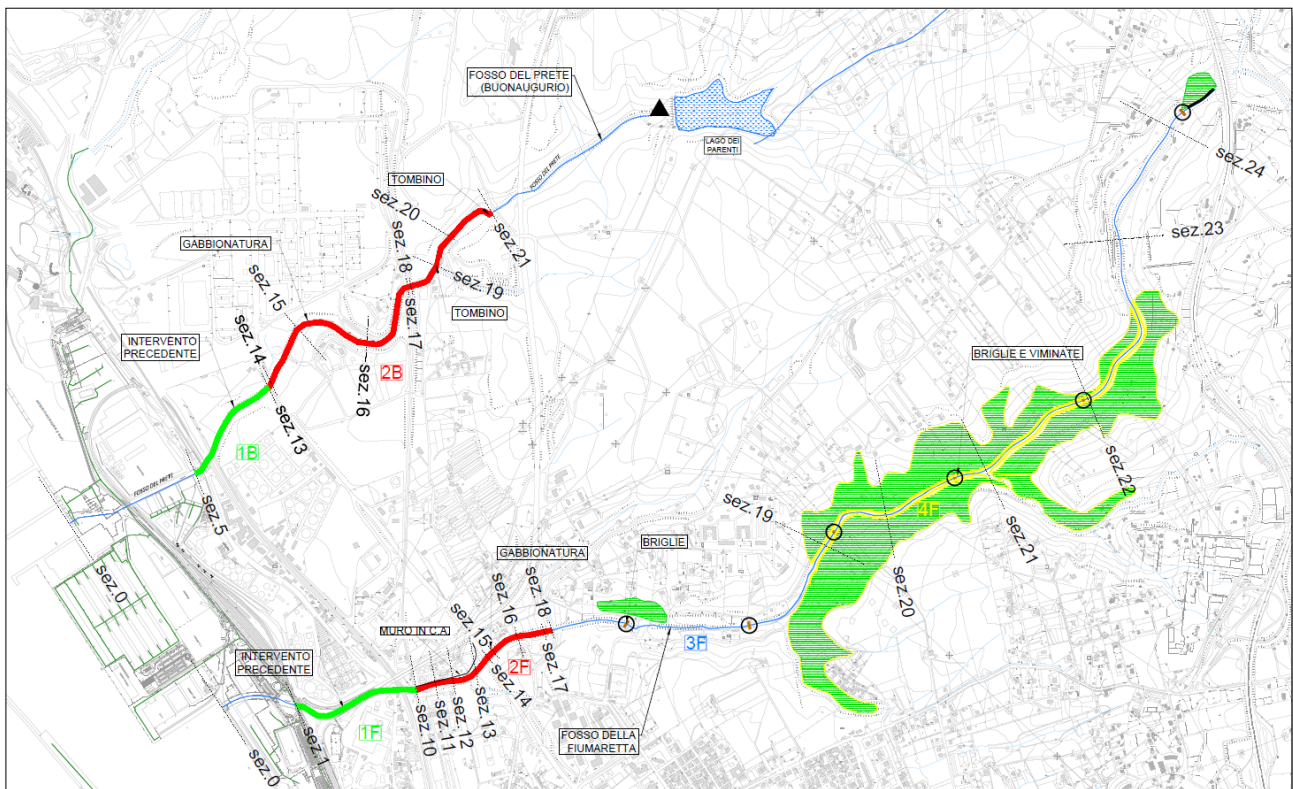 FOSSO DEL PRETE
(BUONAUGURIO)
LAGO DEI
PARENTI
FOSSO DEL PRETE
sez.24
sez.23
TOMBINO
sez.20
sez.21
sez.18
sez.19
TOMBINO
GABBIONATURA
sez.15
sez.17
2B
sez.16
INTERVENTO
PRECEDENTE
sez.14
sez.13
1B
FOSSO DEL PRETE
sez.5
sez.0
BRIGLIE E VIMINATE
sez.22
sez.21
4F
sez.19
sez.20
BRIGLIE
GABBIONATURA
sez.18
sez.16
sez.15
MURO IN C.A.
3F
2F
sez.17
sez.14
sez.13
sez.12
sez.11
sez.10
INTERVENTO
PRECEDENTE
1F
sez.1
sez.0
FOSSO DELLA
FIUMARETTA